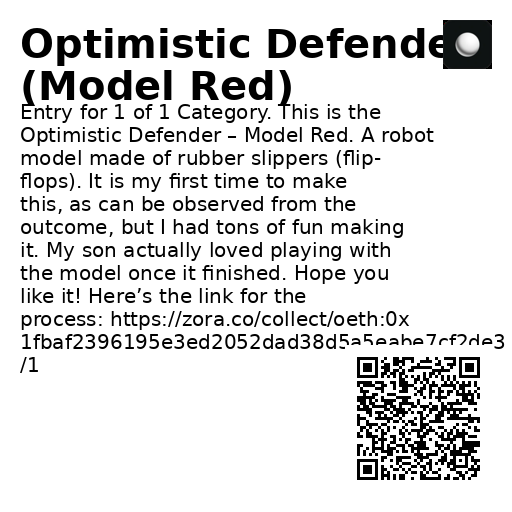 Optimistic Defende
(Model Red)
Entry for 1 of 1 Category. This is the
Optimistic Defender – Model Red. A robot
model made of rubber slippers (flip-
flops). It is my first time to make
this, as can be observed from the
outcome, but I had tons of fun making
it. My son actually loved playing with
the model once it finished. Hope you
like it! Here’s the link for the
process: https://zora.co/collect/oeth:0x
1fbaf2396195e3ed2052dad38d5a5eabe7cf2de3
/1